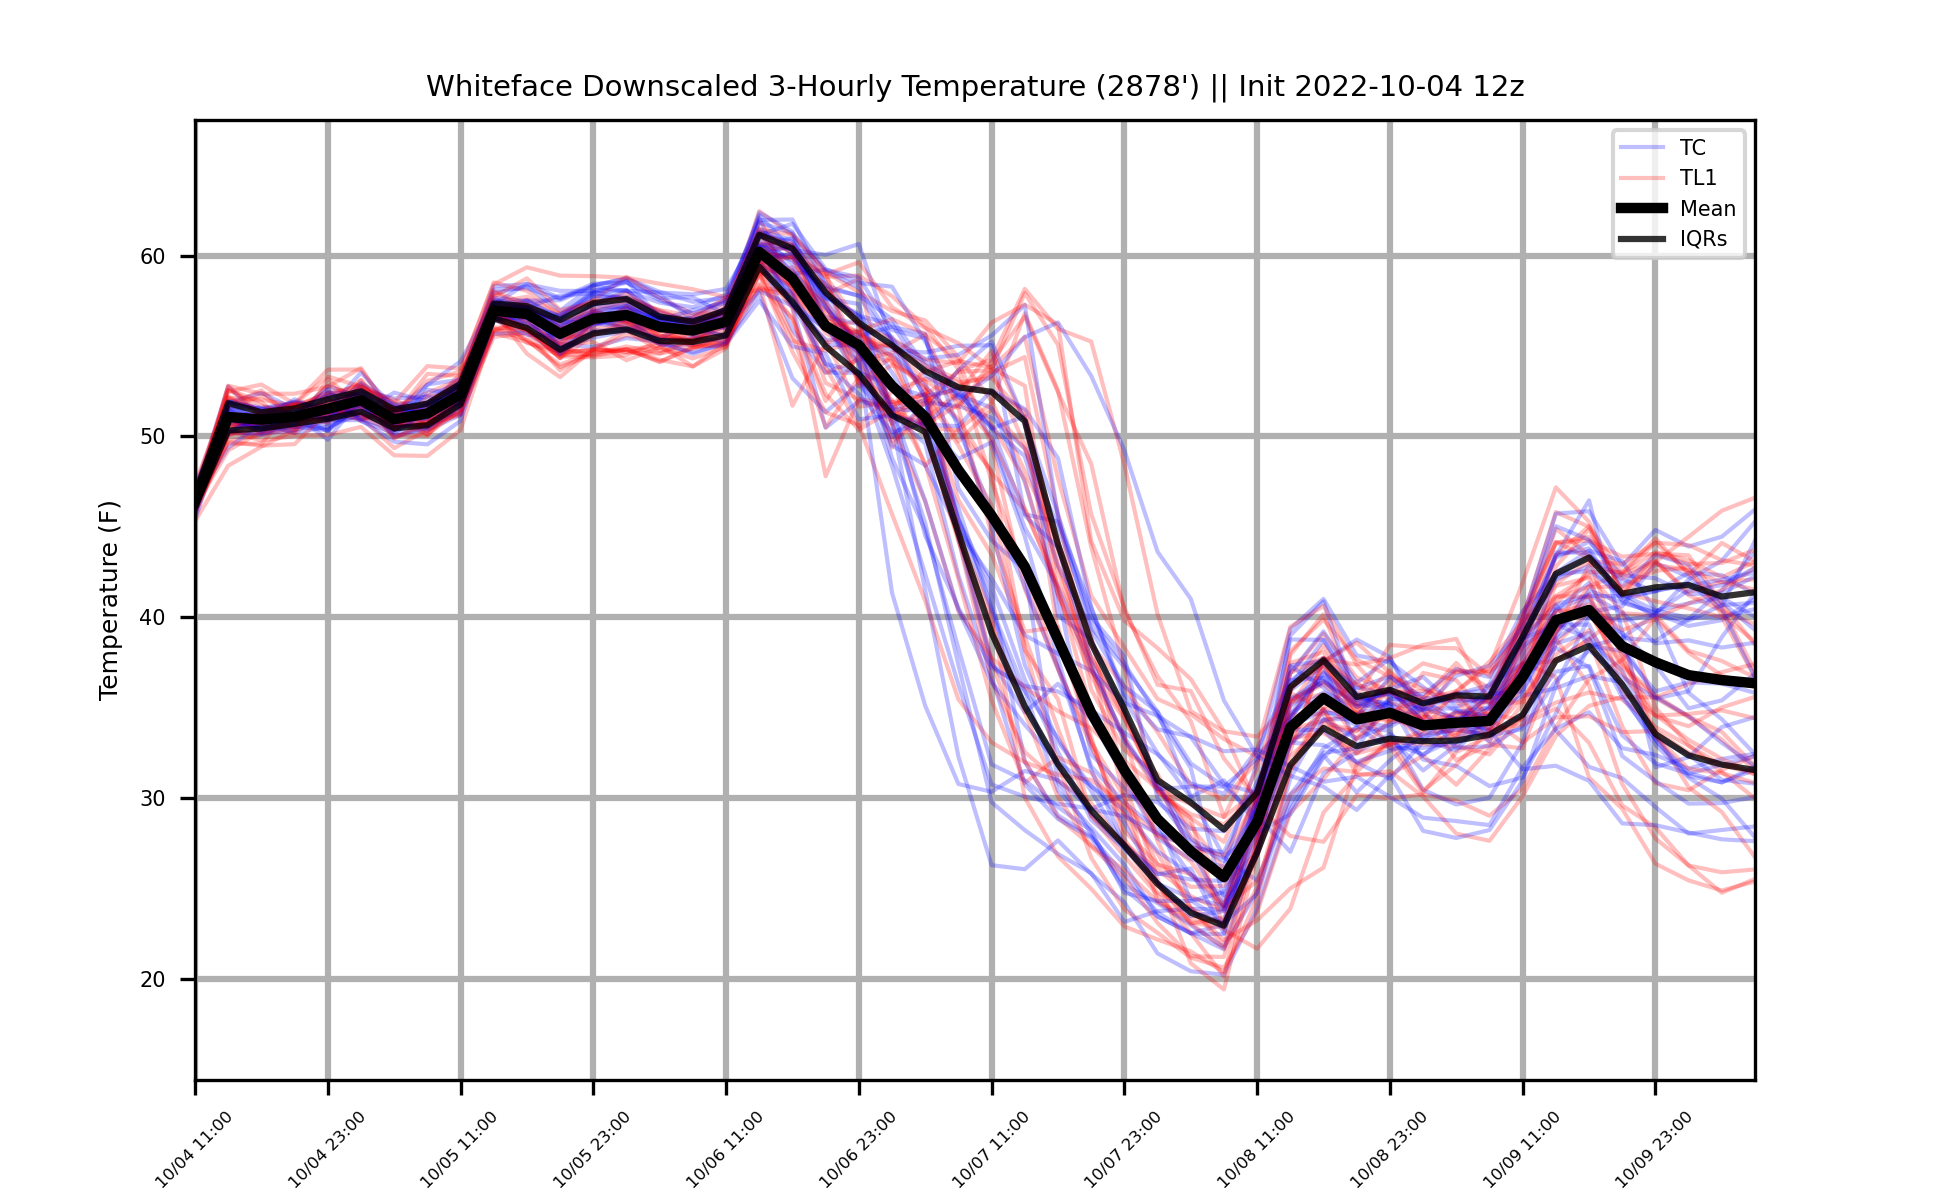 Whiteface Downscaled 3-Hourly Temperature (2878') || Init 2022-10-04 12z
TC
TL1
Mean
IQRs
60
50
40
30
20
Temperature (F)
10/04 11:00
10/04 23:00
10/05 11:00
10/05 23:00
10/06 11:00
10/06 23:00
10/07 11:00
10/07 23:00
10/08 11:00
10/08 23:00
10/09 11:00
10/09 23:00